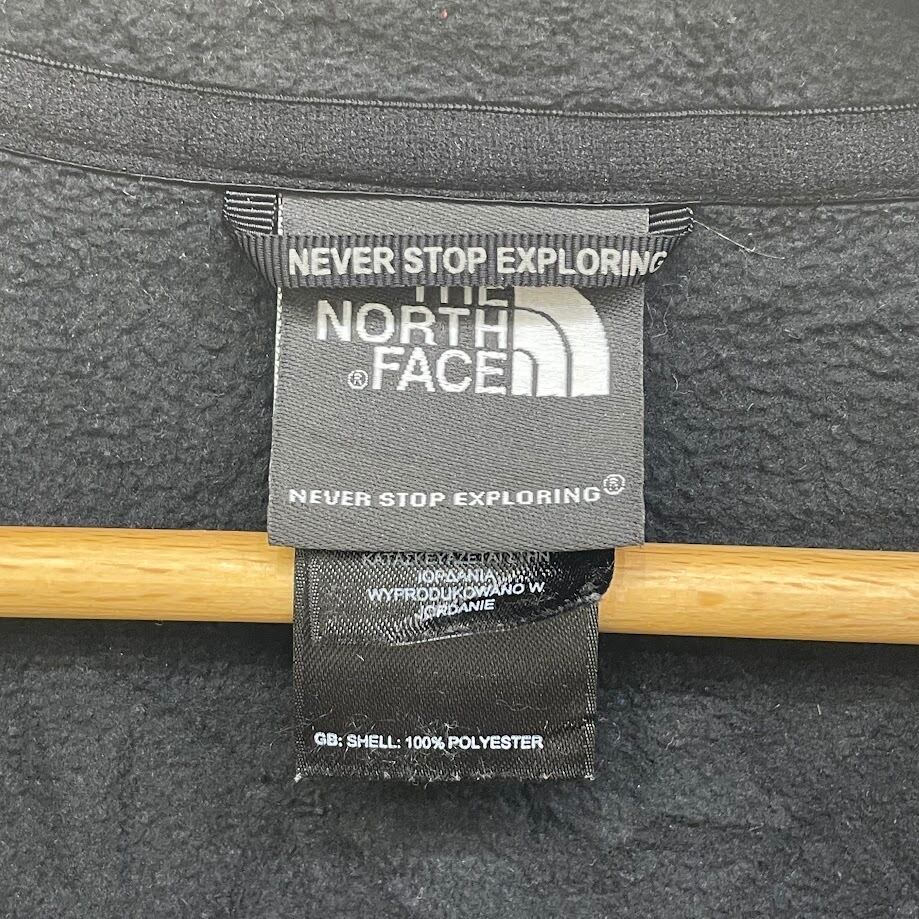 NEVER STOP EXPLORING
THE
NORTH
® FACE
NEVER STOP EXPLORING®
ΚΑΤΑΣΚΕΥΑΖΕΤΑΙ ΣΤΗΝ
ΙΟΡΔΑΝΙΑ
WYPRODUKOWANO W
JORDANIE
GB: SHELL: 100% POLYESTER